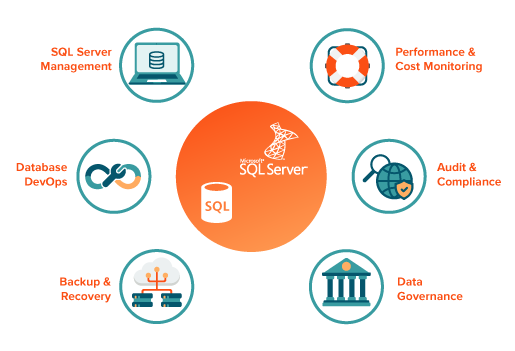 SQL Server
Management
Performance &
Cost Monitoring
Microsoft®
SQL Server
SQL
Database
DevOps
Audit &
Compliance
Backup &
Recovery
Data
Governance